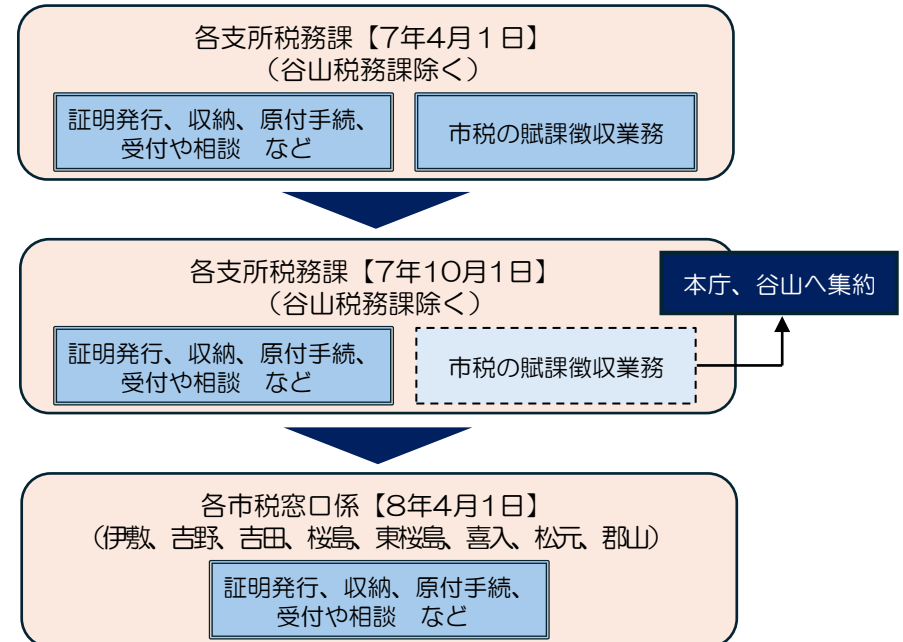 各支所税務課【7年4月1日】
(谷山税務課除く)
証明発行、収納、原付手続、
受付や相談 など
市税の賦課徴収業務
各支所税務課【7年10月1日】
(谷山税務課除く)
本庁、谷山へ集約
証明発行、収納、原付手続、
受付や相談 など
市税の賦課徴収業務
各市税窓口係【8年4月1日】
(伊敷、吉野、吉田、桜島、東桜島、喜入、松元、郡山)
証明発行、収納、原付手続、
受付や相談 など